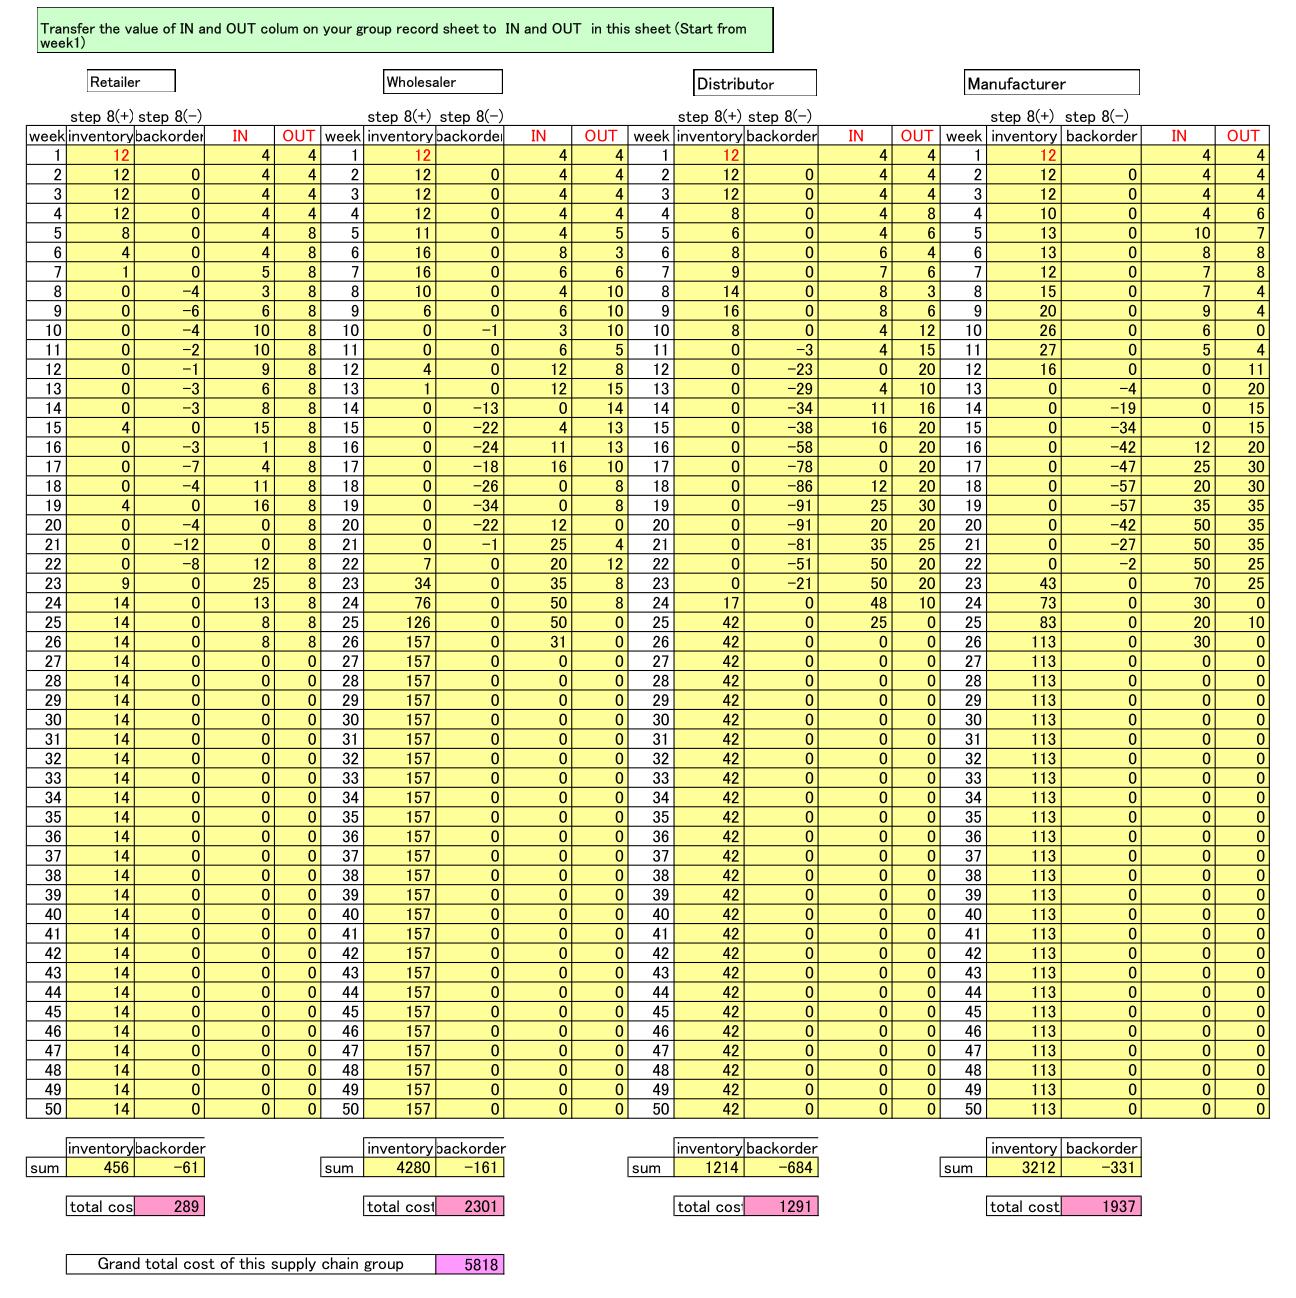 Transfer the value of IN and OUT colum on your group record sheet to IN and OUT in this sheet (Start from
week1)
Retailer Wholesaler Distributor Manufacturer
step 8(+) step 8(−) step 8(+) step 8(−) step 8(+) step 8(−) step 8(+) step 8(−)
week inventory backorder IN OUT week inventory backorder IN OUT week inventory backorder IN OUT week inventory backorder IN OUT
1 12 4 4 1 12 4 4 1 12 4 4 1 12 4 4
2 12 0 4 4 2 12 0 4 4 2 12 0 4 4 2 12 0 4 4
3 12 0 4 4 3 12 0 4 4 3 12 0 4 4 3 12 0 4 4
4 12 0 4 4 4 12 0 4 4 4 8 0 4 8 4 10 0 4 6
5 8 0 4 8 5 11 0 4 5 5 6 0 4 6 5 13 0 10 7
6 4 0 4 8 6 16 0 8 3 6 8 0 6 4 6 13 0 8 8
7 1 0 5 8 7 16 0 6 6 7 9 0 7 6 7 12 0 7 8
8 0 −4 3 8 8 10 0 4 10 8 14 0 8 3 8 15 0 7 4
9 0 −6 6 8 9 6 0 6 10 9 16 0 8 6 9 20 0 9 4
10 0 −4 10 8 10 0 −1 3 10 10 8 0 4 12 10 26 0 6 0
11 0 −2 10 8 11 0 0 6 5 11 0 −3 4 15 11 27 0 5 4
12 0 −1 9 8 12 4 0 12 8 12 0 −23 0 20 12 16 0 0 11
13 0 −3 6 8 13 1 0 12 15 13 0 −29 4 10 13 0 −4 0 20
14 0 −3 8 8 14 0 −13 0 14 14 0 −34 11 16 14 0 −19 0 15
15 4 0 15 8 15 0 −22 4 13 15 0 −38 16 20 15 0 −34 0 15
16 0 −3 1 8 16 0 −24 11 13 16 0 −58 0 20 16 0 −42 12 20
17 0 −7 4 8 17 0 −18 16 10 17 0 −78 0 20 17 0 −47 25 30
18 0 −4 11 8 18 0 −26 0 8 18 0 −86 12 20 18 0 −57 20 30
19 4 0 16 8 19 0 −34 0 8 19 0 −91 25 30 19 0 −57 35 35
20 0 −4 0 8 20 0 −22 12 0 20 0 −91 20 20 20 0 −42 50 35
21 0 −12 0 8 21 0 −1 25 4 21 0 −81 35 25 21 0 −27 50 35
22 0 −8 12 8 22 7 0 20 12 22 0 −51 50 20 22 0 −2 50 25
23 9 0 25 8 23 34 0 35 8 23 0 −21 50 20 23 43 0 70 25
24 14 0 13 8 24 76 0 50 8 24 17 0 48 10 24 73 0 30 0
25 14 0 8 8 25 126 0 50 0 25 42 0 25 0 25 83 0 20 10
26 14 0 8 8 26 157 0 31 0 26 42 0 0 0 26 113 0 30 0
27 14 0 0 0 27 157 0 0 0 27 42 0 0 0 27 113 0 0 0
28 14 0 0 0 28 157 0 0 0 28 42 0 0 0 28 113 0 0 0
29 14 0 0 0 29 157 0 0 0 29 42 0 0 0 29 113 0 0 0
30 14 0 0 0 30 157 0 0 0 30 42 0 0 0 30 113 0 0 0
31 14 0 0 0 31 157 0 0 0 31 42 0 0 0 31 113 0 0 0
32 14 0 0 0 32 157 0 0 0 32 42 0 0 0 32 113 0 0 0
33 14 0 0 0 33 157 0 0 0 33 42 0 0 0 33 113 0 0 0
34 14 0 0 0 34 157 0 0 0 34 42 0 0 0 34 113 0 0 0
35 14 0 0 0 35 157 0 0 0 35 42 0 0 0 35 113 0 0 0
36 14 0 0 0 36 157 0 0 0 36 42 0 0 0 36 113 0 0 0
37 14 0 0 0 37 157 0 0 0 37 42 0 0 0 37 113 0 0 0
38 14 0 0 0 38 157 0 0 0 38 42 0 0 0 38 113 0 0 0
39 14 0 0 0 39 157 0 0 0 39 42 0 0 0 39 113 0 0 0
40 14 0 0 0 40 157 0 0 0 40 42 0 0 0 40 113 0 0 0
41 14 0 0 0 41 157 0 0 0 41 42 0 0 0 41 113 0 0 0
42 14 0 0 0 42 157 0 0 0 42 42 0 0 0 42 113 0 0 0
43 14 0 0 0 43 157 0 0 0 43 42 0 0 0 43 113 0 0 0
44 14 0 0 0 44 157 0 0 0 44 42 0 0 0 44 113 0 0 0
45 14 0 0 0 45 157 0 0 0 45 42 0 0 0 45 113 0 0 0
46 14 0 0 0 46 157 0 0 0 46 42 0 0 0 46 113 0 0 0
47 14 0 0 0 47 157 0 0 0 47 42 0 0 0 47 113 0 0 0
48 14 0 0 0 48 157 0 0 0 48 42 0 0 0 48 113 0 0 0
49 14 0 0 0 49 157 0 0 0 49 42 0 0 0 49 113 0 0 0
50 14 0 0 0 50 157 0 0 0 50 42 0 0 0 50 113 0 0 0
inventory backorder inventory backorder inventory backorder inventory backorder
sum 456 −61 sum 4280 −161 sum 1214 −684 sum 3212 −331
total cos 289 total cost 2301 total cos 1291 total cost 1937
Grand total cost of this supply chain group 5818